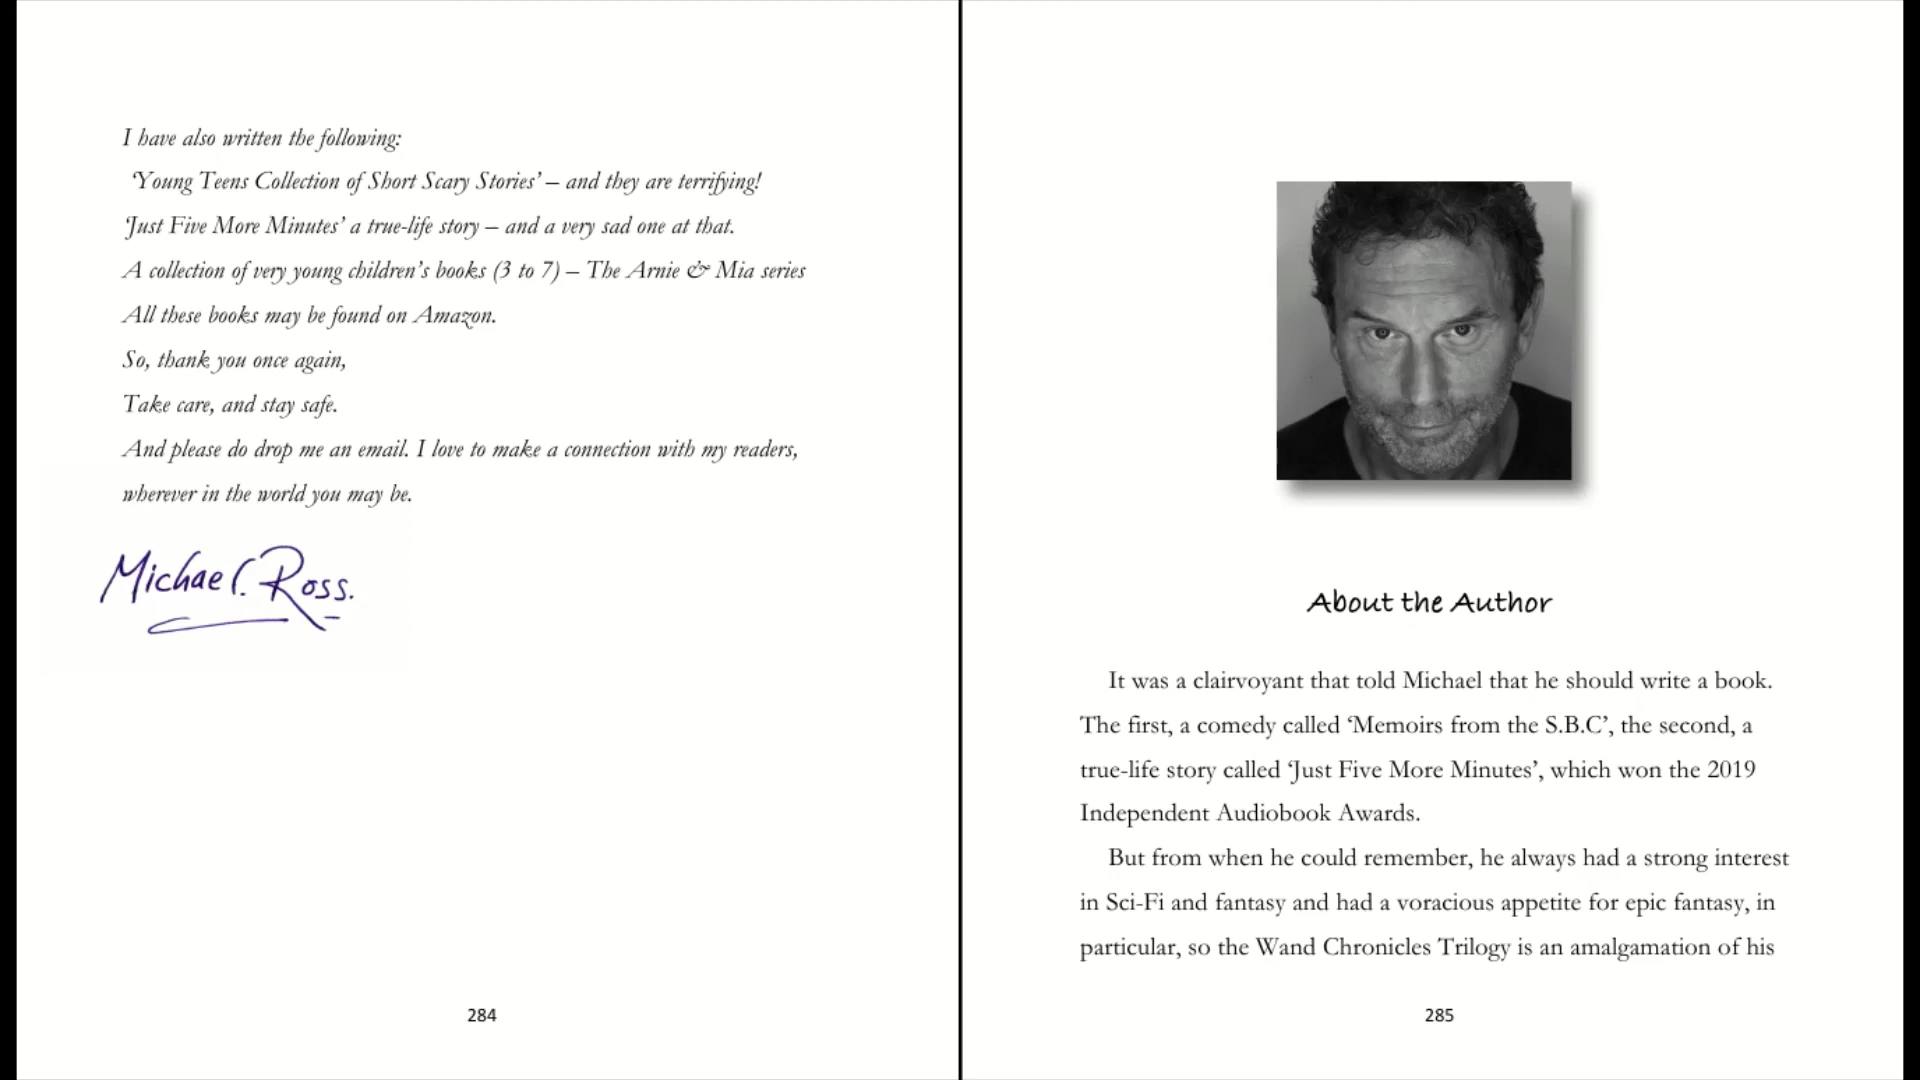 I have also written the following:
‘Young Teens Collection of Short Scary Stories’ – and they are terrifying!
‘Just Five More Minutes’ a true-life story – and a very sad one at that.
A collection of very young children’s books (3 to 7) – The Arnie & Mia series
All these books may be found on Amazon.
So, thank you once again,
Take care, and stay safe.
And please do drop me an email. I love to make a connection with my readers,
wherever in the world you may be.
Michael. Ross.
284
About the Author
It was a clairvoyant that told Michael that he should write a book.
The first, a comedy called ‘Memoirs from the S.B.C’, the second, a
true-life story called ‘Just Five More Minutes’, which won the 2019
Independent Audiobook Awards.
But from when he could remember, he always had a strong interest
in Sci-Fi and fantasy and had a voracious appetite for epic fantasy, in
particular, so the Wand Chronicles Trilogy is an amalgamation of his
285